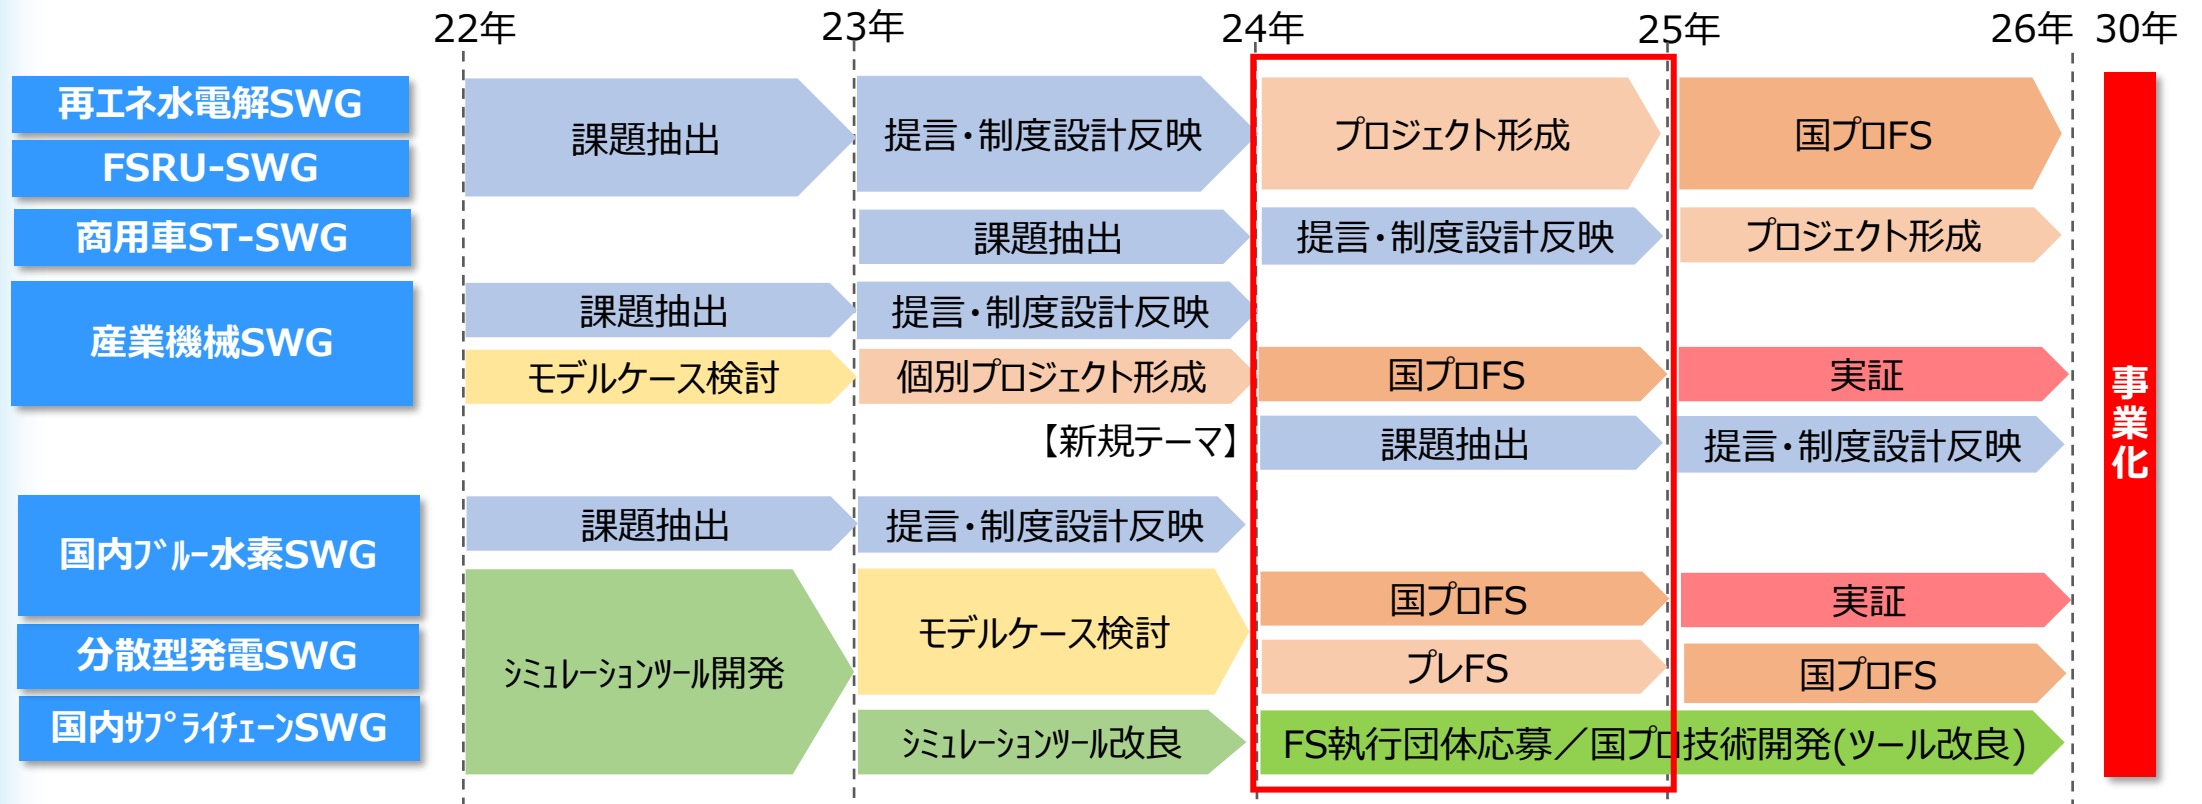 22年 23年 24年 25年 26年 30年
再エネ水電解SWG
課題抽出 提言・制度設計反映 プロジェクト形成 国プロFS
FSRU-SWG
商用車ST-SWG 課題抽出 提言・制度設計反映 プロジェクト形成
課題抽出 提言・制度設計反映
産業機械SWG
モデルケース検討 個別プロジェクト形成 国プロFS 実証
【新規テーマ】 課題抽出 提言・制度設計反映
事業化
課題抽出 提言・制度設計反映
国内ﾌﾞﾙｰ水素SWG
モデルケース検討 国プロFS 実証
分散型発電SWG
ｼﾐｭﾚｰｼｮﾝﾂｰﾙ開発 プレFS 国プロFS
国内ｻﾌﾟﾗｲﾁｪｰﾝSWG
ｼﾐｭﾚｰｼｮﾝﾂｰﾙ改良 FS執行団体応募／国プロ技術開発(ツール改良)